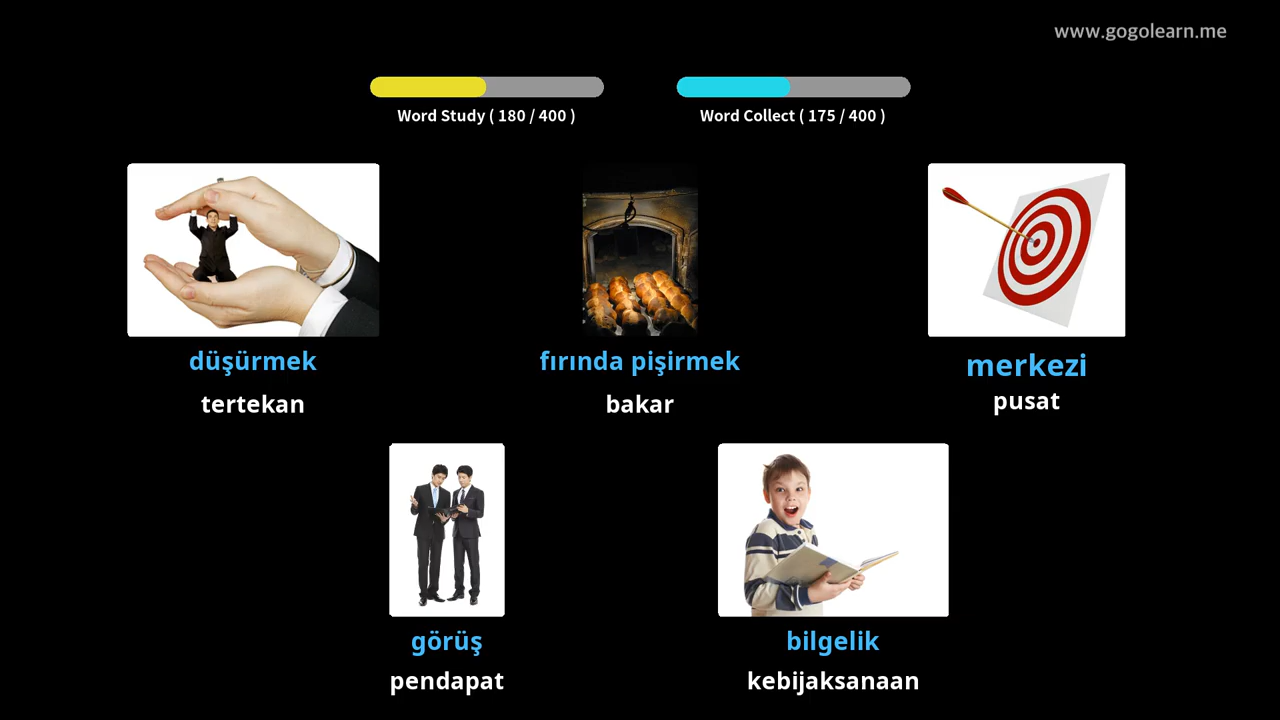 www.gogolearn.me
Word Study ( 180 / 400 )
Word Collect ( 175 / 400 )
düşürmek
tertekan
fırında pişirmek
bakar
merkezi
pusat
görüş
pendapat
bilgelik
kebijaksanaan